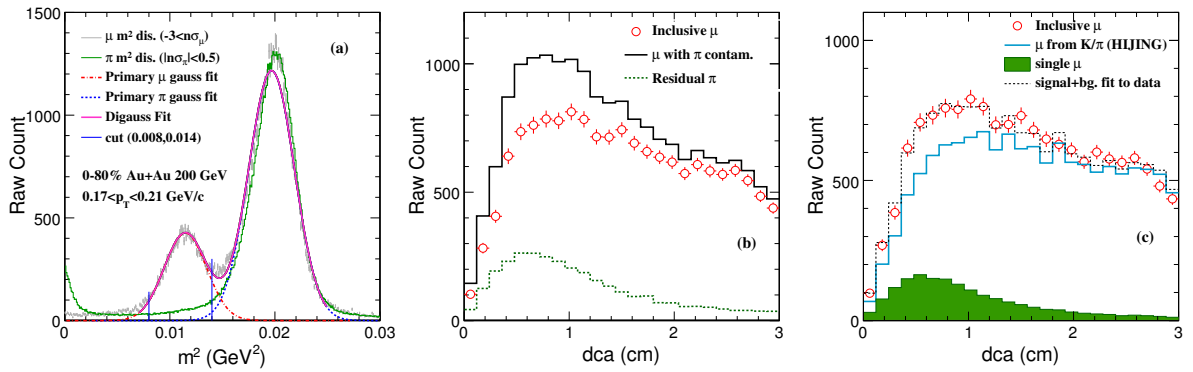 (a)
μ m² dis. (-3<nσμ)
π m² dis. (|nσπ|<0.5)
Primary μ gauss fit
Primary π gauss fit
Digauss Fit
cut (0.008,0.014)
0-80% Au+Au 200 GeV
0.17<pT<0.21 GeV/c
Raw Count
0
500
1000
1500
0
0.01
0.02
0.03
m² (GeV²)
Inclusive μ
μ with π contam.
Residual π
(b)
Raw Count
0
500
1000
0
1
2
3
dca (cm)
Inclusive μ
μ from K/π (HIJING)
single μ
signal+bg. fit to data
(c)
Raw Count
0
500
1000
0
1
2
3
dca (cm)